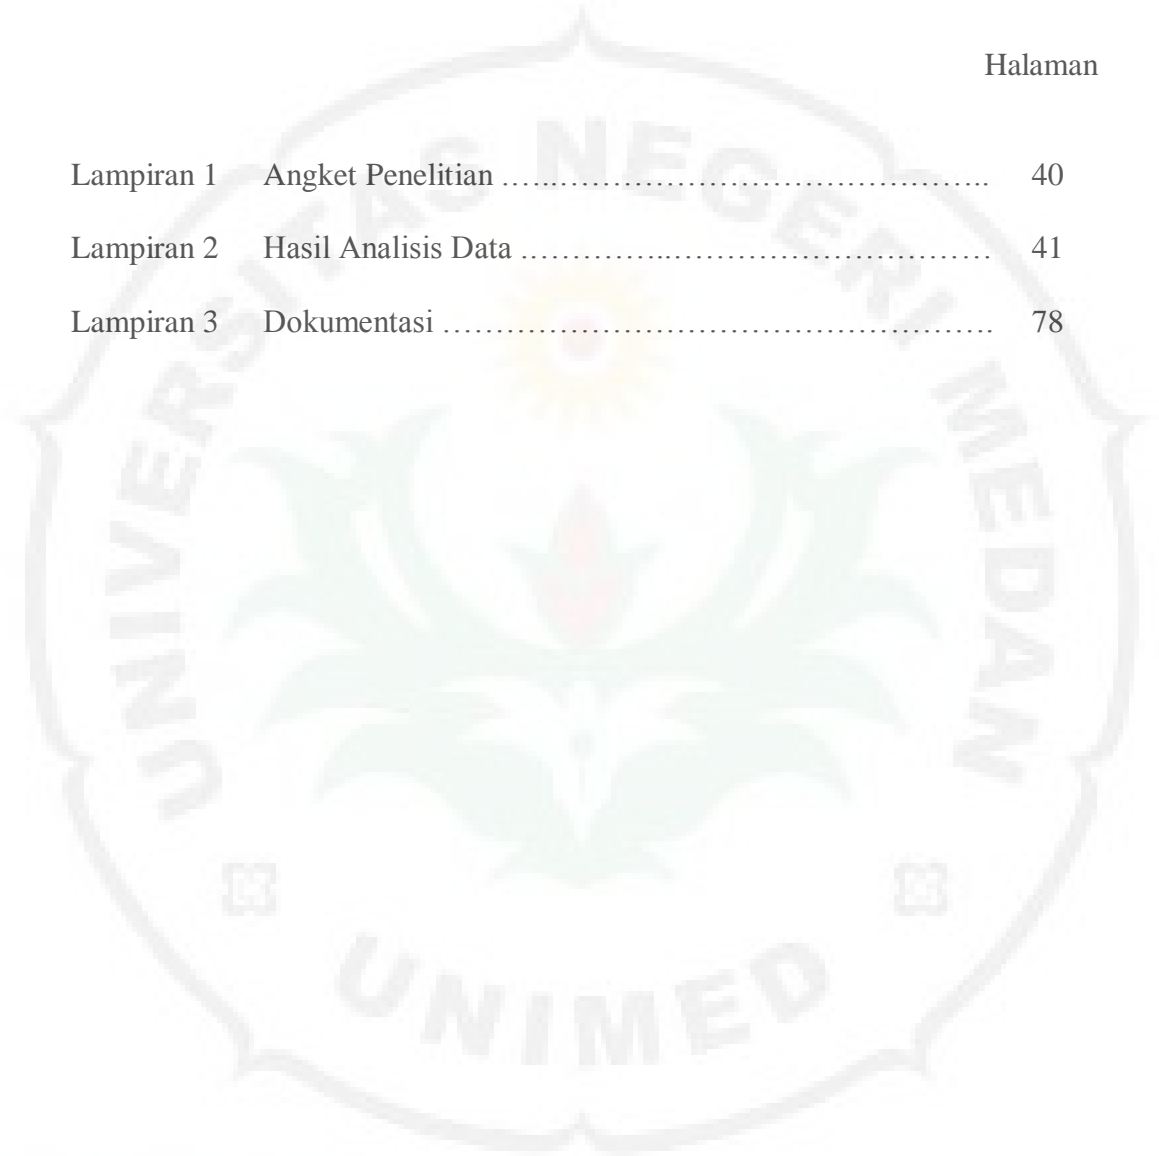 Halaman
Lampiran 1 Angket Penelitian …...………………………………….. 40
Lampiran 2 Hasil Analisis Data …………..……………………………… 41
Lampiran 3 Dokumentasi ……………………………………………. 78
UNIVERSITAS NEGERI MEDAN
UNIMED